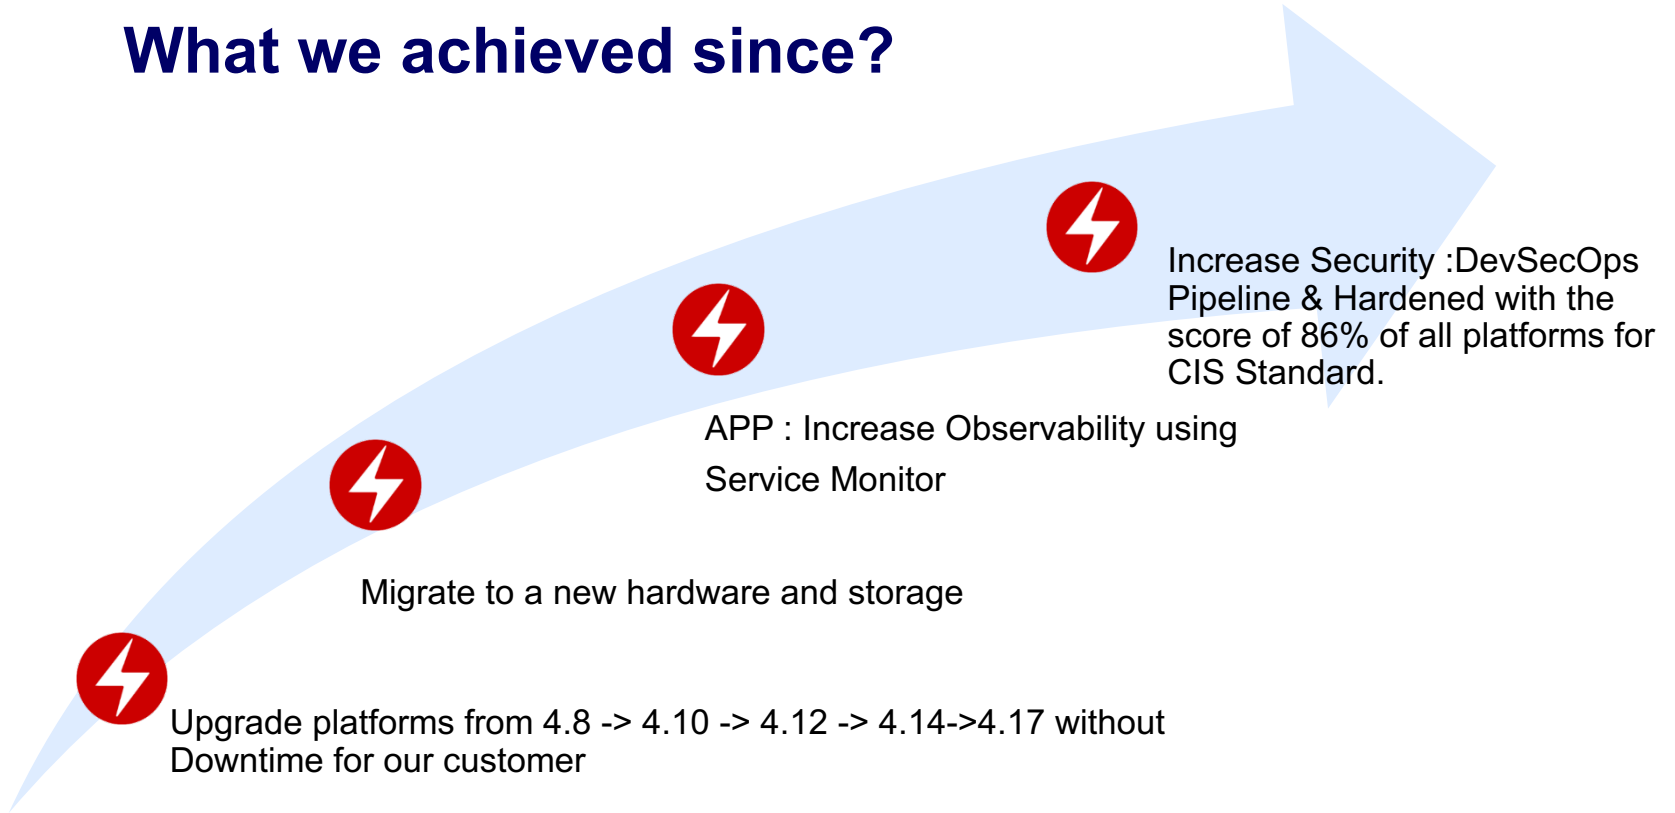 What we achieved since?
Increase Security :DevSecOps
Pipeline & Hardened with the
score of 86% of all platforms for
CIS Standard.
APP : Increase Observability using
Service Monitor
Migrate to a new hardware and storage
Upgrade platforms from 4.8 -> 4.10 -> 4.12 -> 4.14->4.17 without
Downtime for our customer